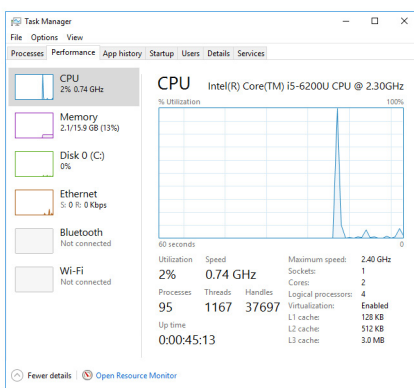 Task Manager
File Options View
Processes Performance App history Startup Users Details Services
CPU
2% 0.74 GHz
Memory
2.1/15.9 GB (13%)
Disk 0 (C:)
0%
Ethernet
S: 0 R: 0 Kbps
Bluetooth
Not connected
Wi-Fi
Not connected
CPU Intel(R) Core(TM) i5-6200U CPU @ 2.30GHz
% Utilization 100%
60 seconds 0
Utilization Speed
2% 0.74 GHz
Processes Threads Handles
95 1167 37697
Up time
0:00:45:13
Maximum speed: 2.40 GHz
Sockets: 1
Cores: 2
Logical processors: 4
Virtualization: Enabled
L1 cache: 128 KB
L2 cache: 512 KB
L3 cache: 3.0 MB
Fewer details Open Resource Monitor